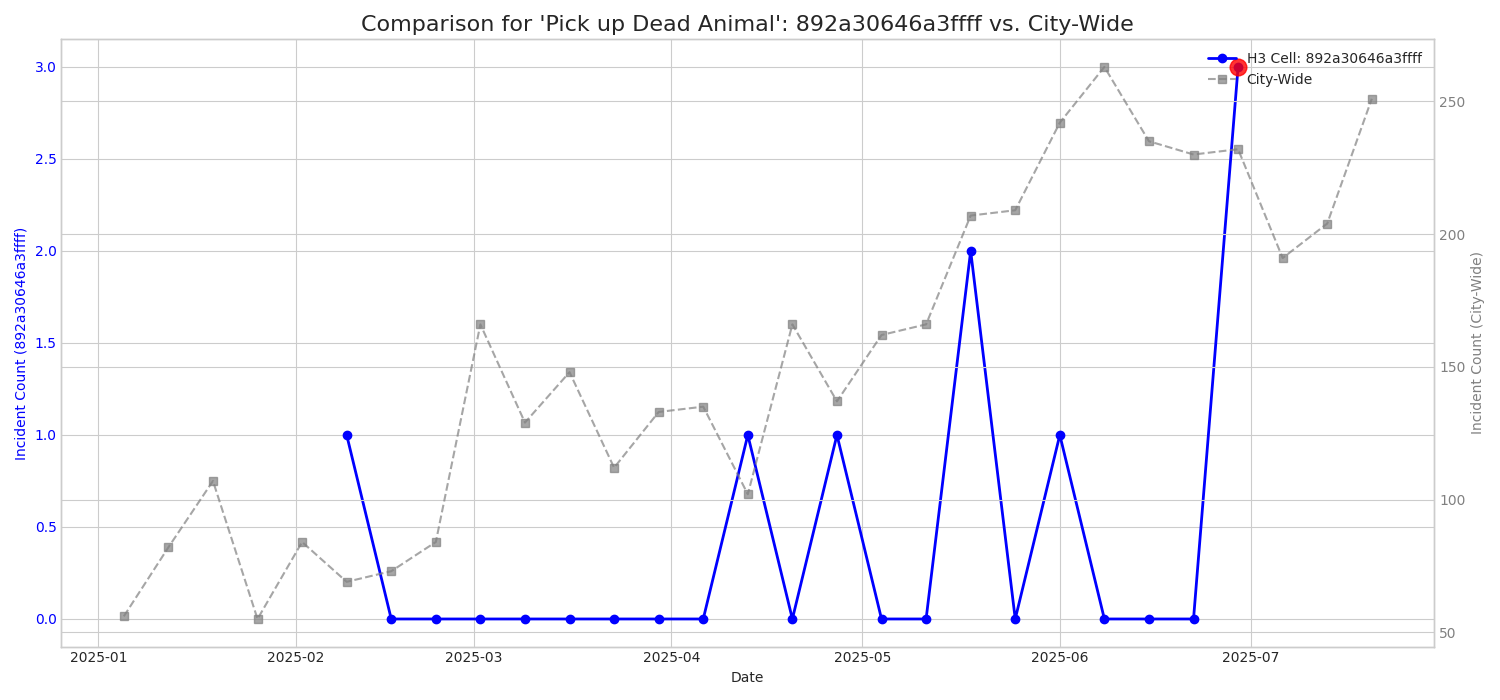 Comparison for 'Pick up Dead Animal': 892a30646a3ffff vs. City-Wide
H3 Cell: 892a30646a3ffff
City-Wide
Incident Count (892a30646a3ffff)
3.0
2.5
2.0
1.5
1.0
0.5
0.0
250
200
150
100
50
Incident Count (City-Wide)
2025-01 2025-02 2025-03 2025-04 2025-05 2025-06 2025-07
Date